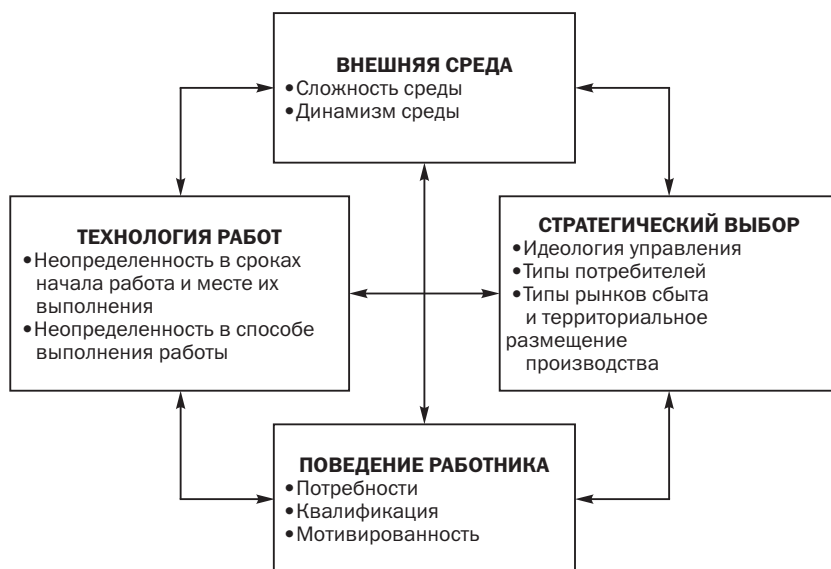 ВНЕШНЯЯ СРЕДА
•Сложность среды
•Динамизм среды
ТЕХНОЛОГИЯ РАБОТ
•Неопределенность в сроках
начала работа и месте их
выполнения
•Неопределенность в способе
выполнения работы
СТРАТЕГИЧЕСКИЙ ВЫБОР
•Идеология управления
•Типы потребителей
•Типы рынков сбыта
и территориальное
размещение
производства
ПОВЕДЕНИЕ РАБОТНИКА
•Потребности
•Квалификация
•Мотивированность